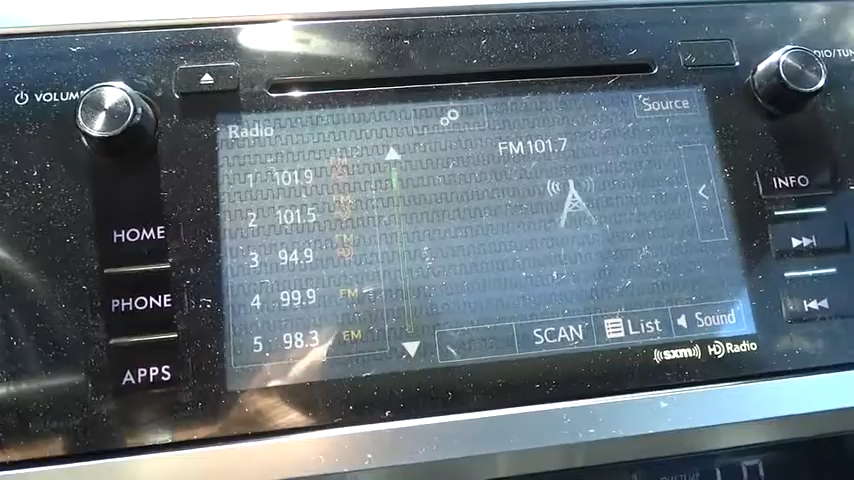 VOLUME
Radio
Source
FM101.7
1 101.9
2 101.5
3 94.9 FM
4 99.9 FM
5 98.3 FM
SCAN
List
Sound
sxm HD Radio
HOME
PHONE
APPS
INFO